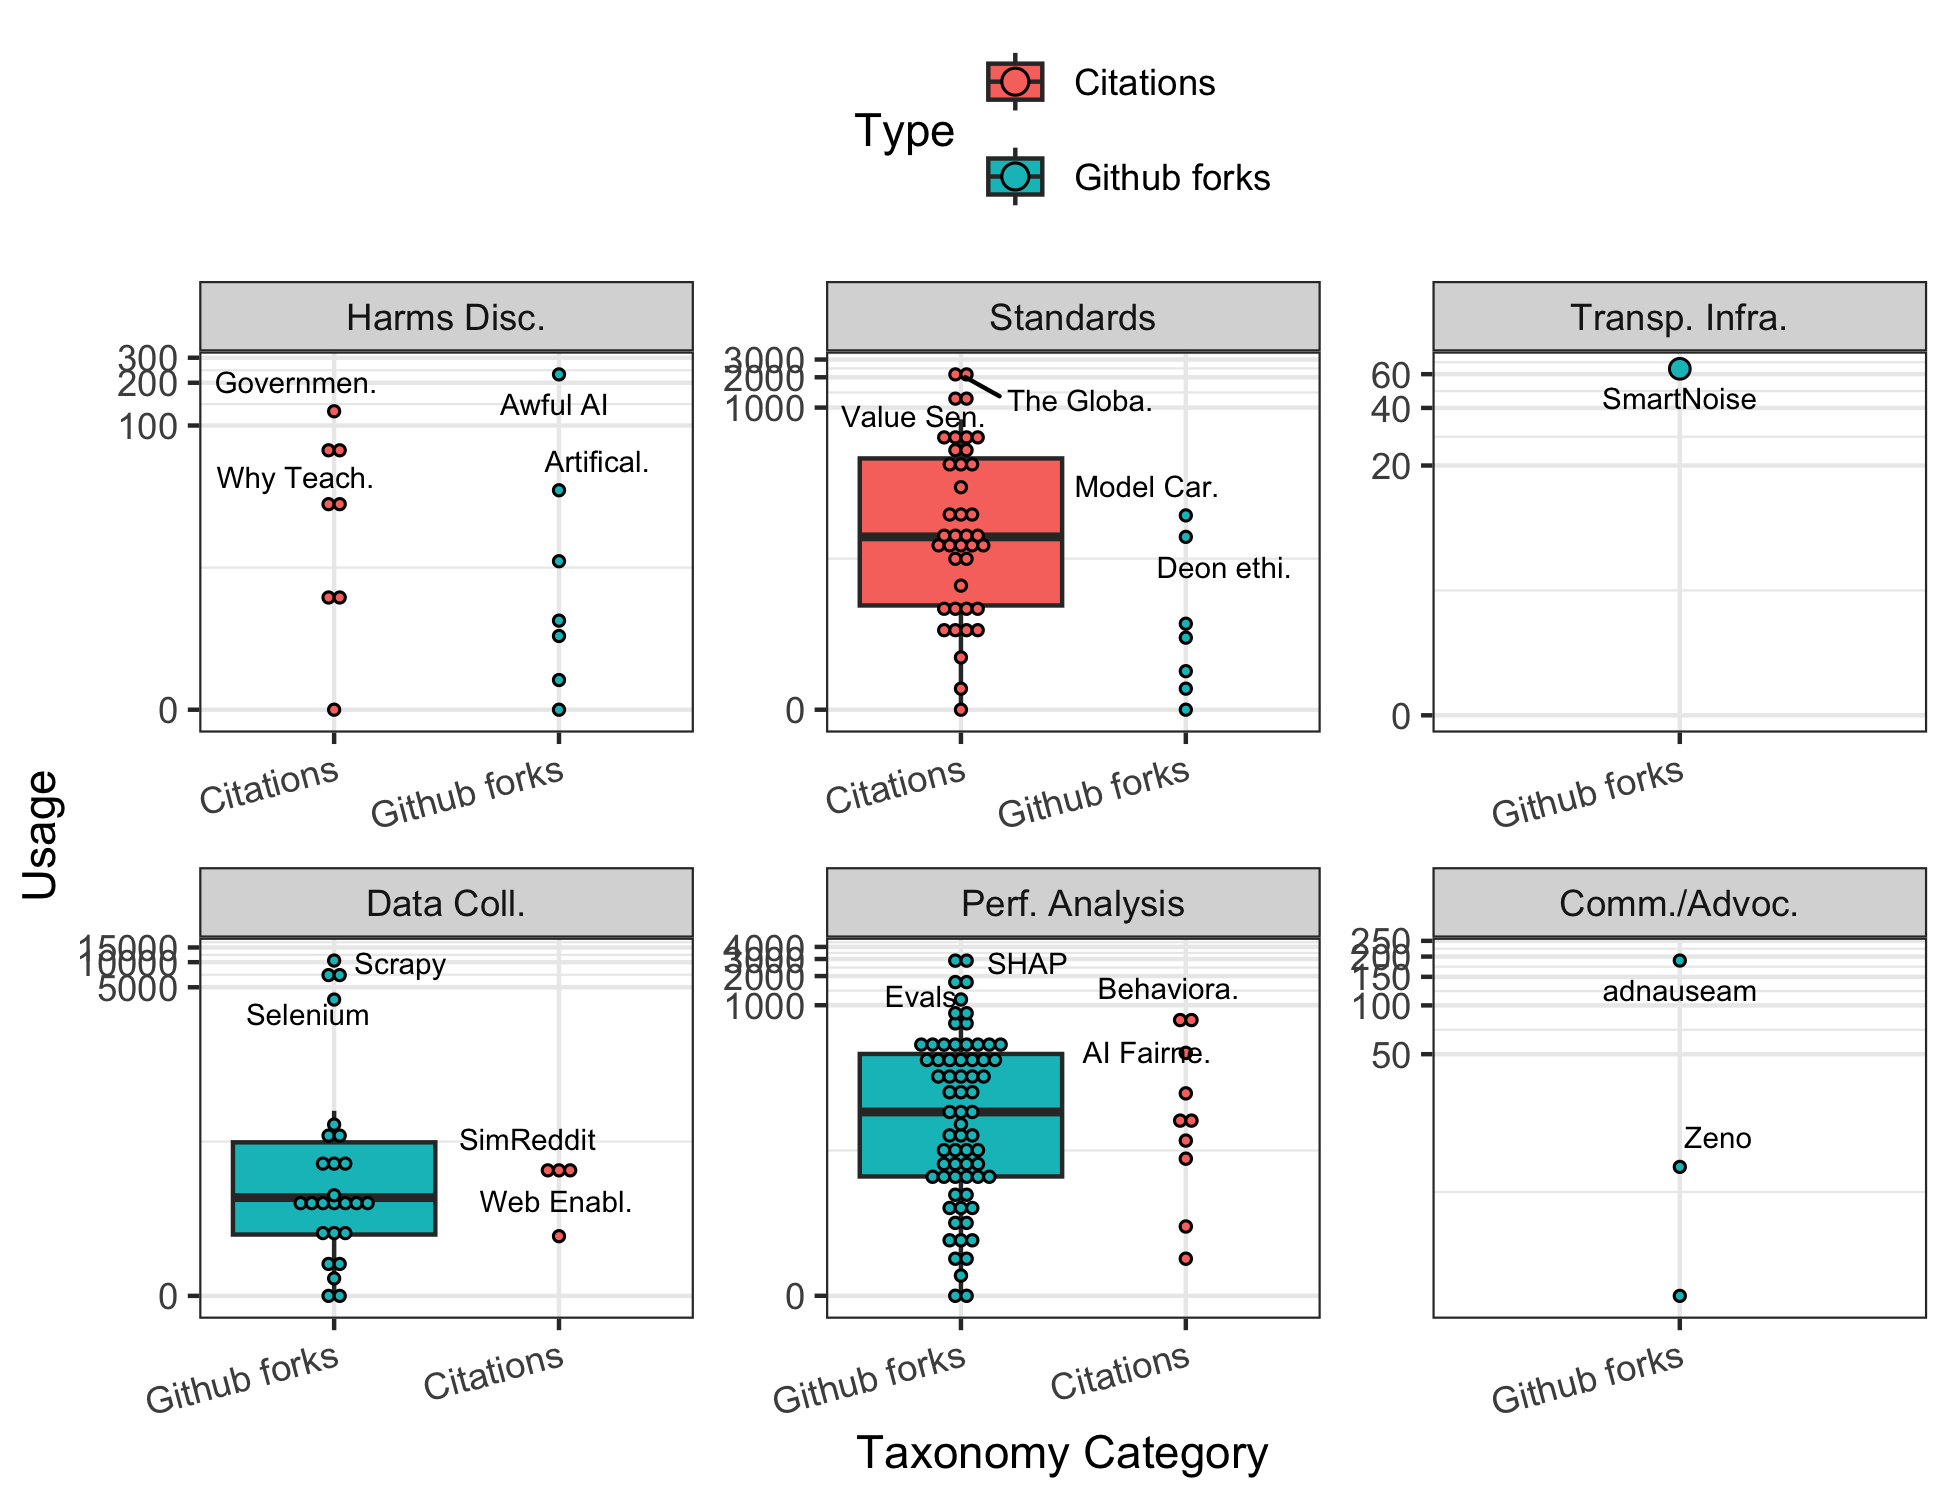 Type
Citations
Github forks
Harms Disc.
Standards
Transp. Infra.
300
200
100
0
Governmen.
Why Teach.
Awful AI
Artifical.
Citations
Github forks
3000
2000
1000
0
The Globa.
Value Sen.
Model Car.
Deon ethi.
Citations
Github forks
60
40
20
0
SmartNoise
Github forks
Usage
Data Coll.
Perf. Analysis
Comm./Advoc.
15000
10000
5000
0
Scrapy
Selenium
SimReddit
Web Enabl.
Github forks
Citations
4000
3000
2000
1000
0
SHAP
Evals
Behaviora.
AI Fairne.
Github forks
Citations
250
200
150
100
50
adnauseam
Zeno
Github forks
Taxonomy Category